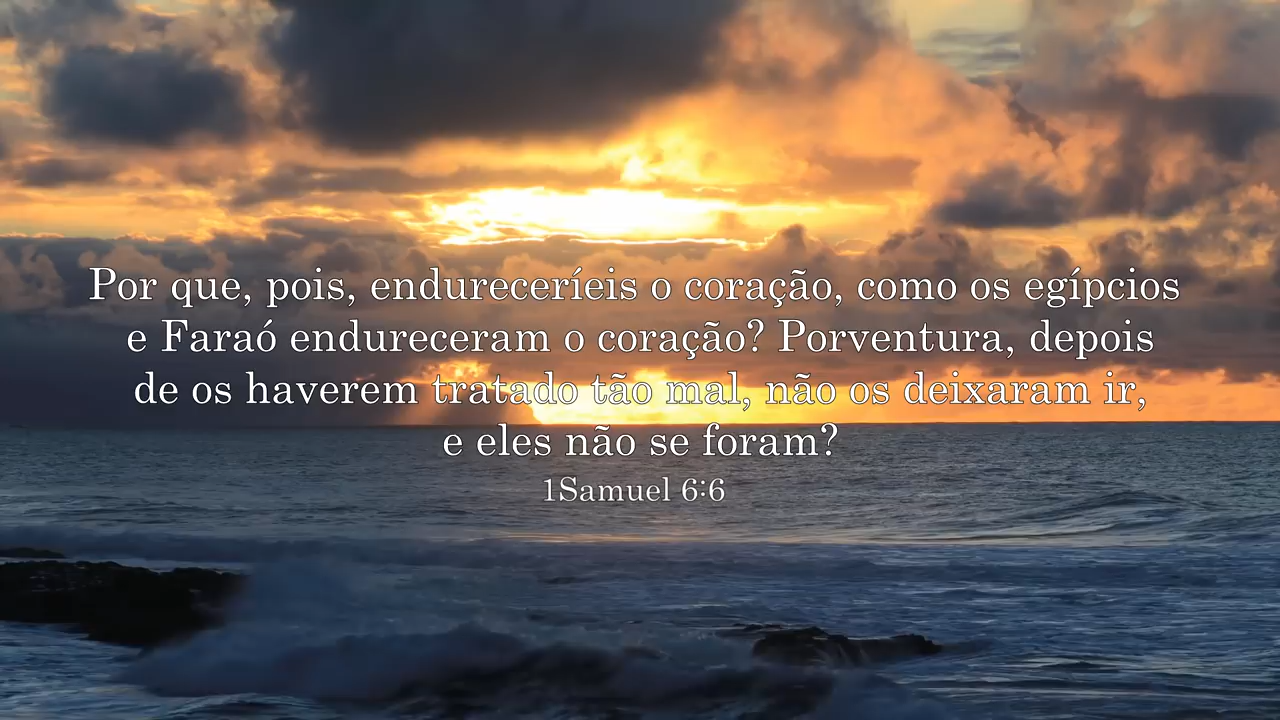 Por que, pois, endureceríeis o coração, como os egípcios
e Faraó endureceram o coração? Porventura, depois
de os haverem tratado tão mal, não os deixaram ir,
e eles não se foram?
1Samuel 6:6